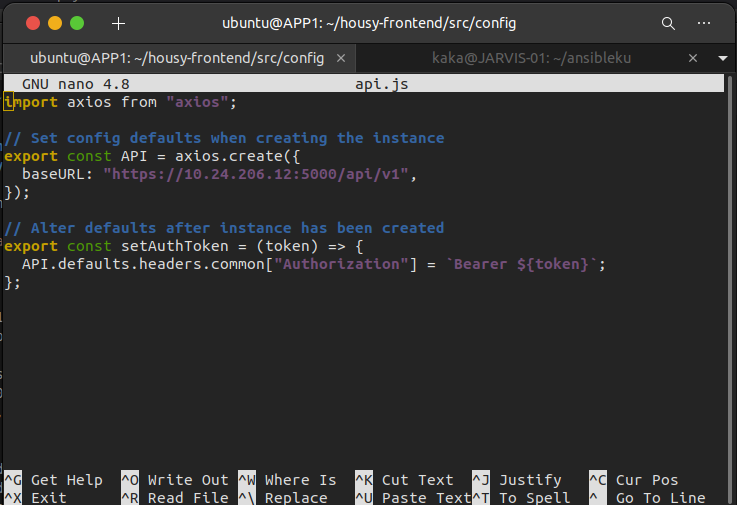 ubuntu@APP1: ~/housy-frontend/src/config
ubuntu@APP1: ~/housy-frontend/src/config
kaka@JARVIS-01: ~/ansibleku
GNU nano 4.8 api.js
import axios from "axios";
// Set config defaults when creating the instance
export const API = axios.create({
baseURL: "https://10.24.206.12:5000/api/v1",
});
// Alter defaults after instance has been created
export const setAuthToken = (token) => {
API.defaults.headers.common["Authorization"] = `Bearer ${token}`;
};
^G Get Help ^O Write Out ^W Where Is ^K Cut Text ^J Justify ^C Cur Pos
^X Exit ^R Read File ^\ Replace ^U Paste Text ^T To Spell ^_ Go To Line